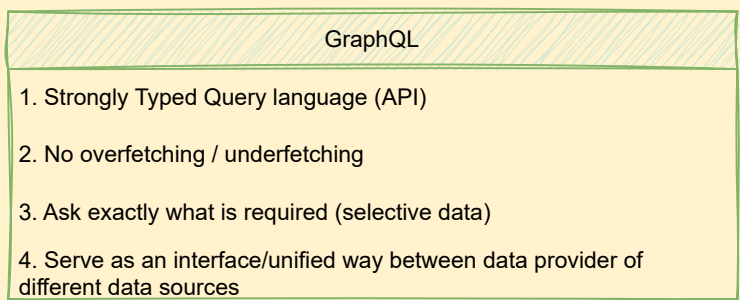 GraphQL
1. Strongly Typed Query language (API)
2. No overfetching / underfetching
3. Ask exactly what is required (selective data)
4. Serve as an interface/unified way between data provider of
different data sources